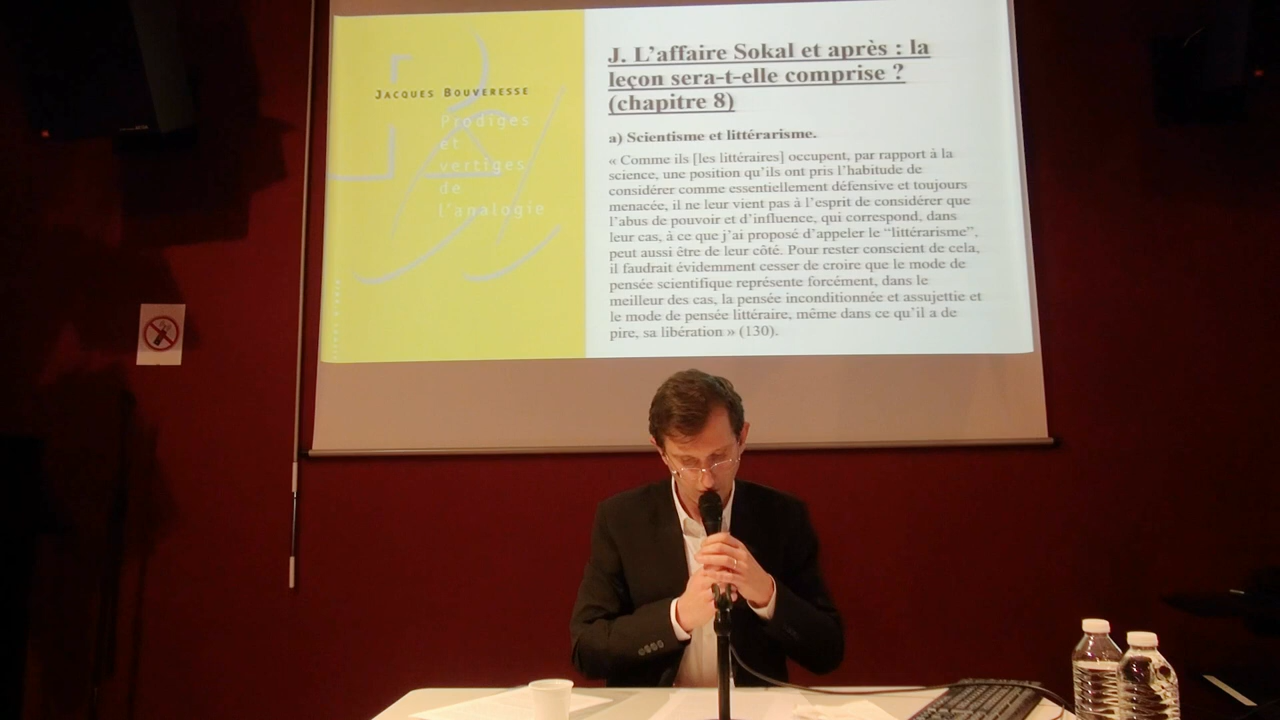 JACQUES BOUVERESSE
Prodiges
et
vertiges
de
l'analogie
J. L'affaire Sokal et après : la
leçon sera-t-elle comprise ?
(chapitre 8)
a) Scientisme et littérarisme.
« Comme ils [les littéraires] occupent, par rapport à la
science, une position qu'ils ont pris l'habitude de
considérer comme essentiellement défensive et toujours
menacée, il ne leur vient pas à l'esprit de considérer que
l'abus de pouvoir et d'influence, qui correspond, dans
leur cas, à ce que j'ai proposé d'appeler le “littérarisme”,
peut aussi être de leur côté. Pour rester conscient de cela,
il faudrait évidemment cesser de croire que le mode de
pensée scientifique représente forcément, dans le
meilleur des cas, la pensée inconditionnée et assujettie et
le mode de pensée littéraire, même dans ce qu'il a de
pire, sa libération » (130).